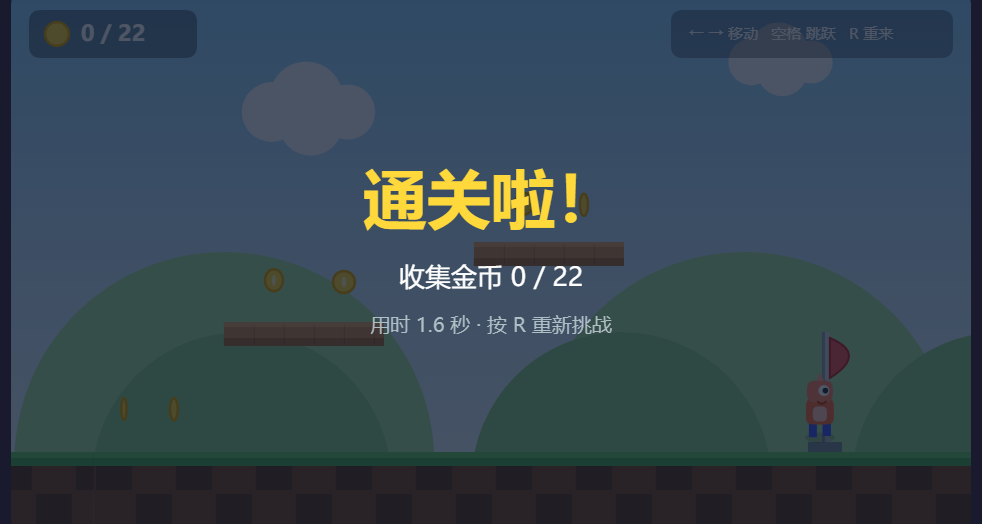 0 / 22
←→ 移动 空格 跳跃 R 重来
通关啦！
收集金币 0 / 22
用时 1.6 秒 · 按 R 重新挑战